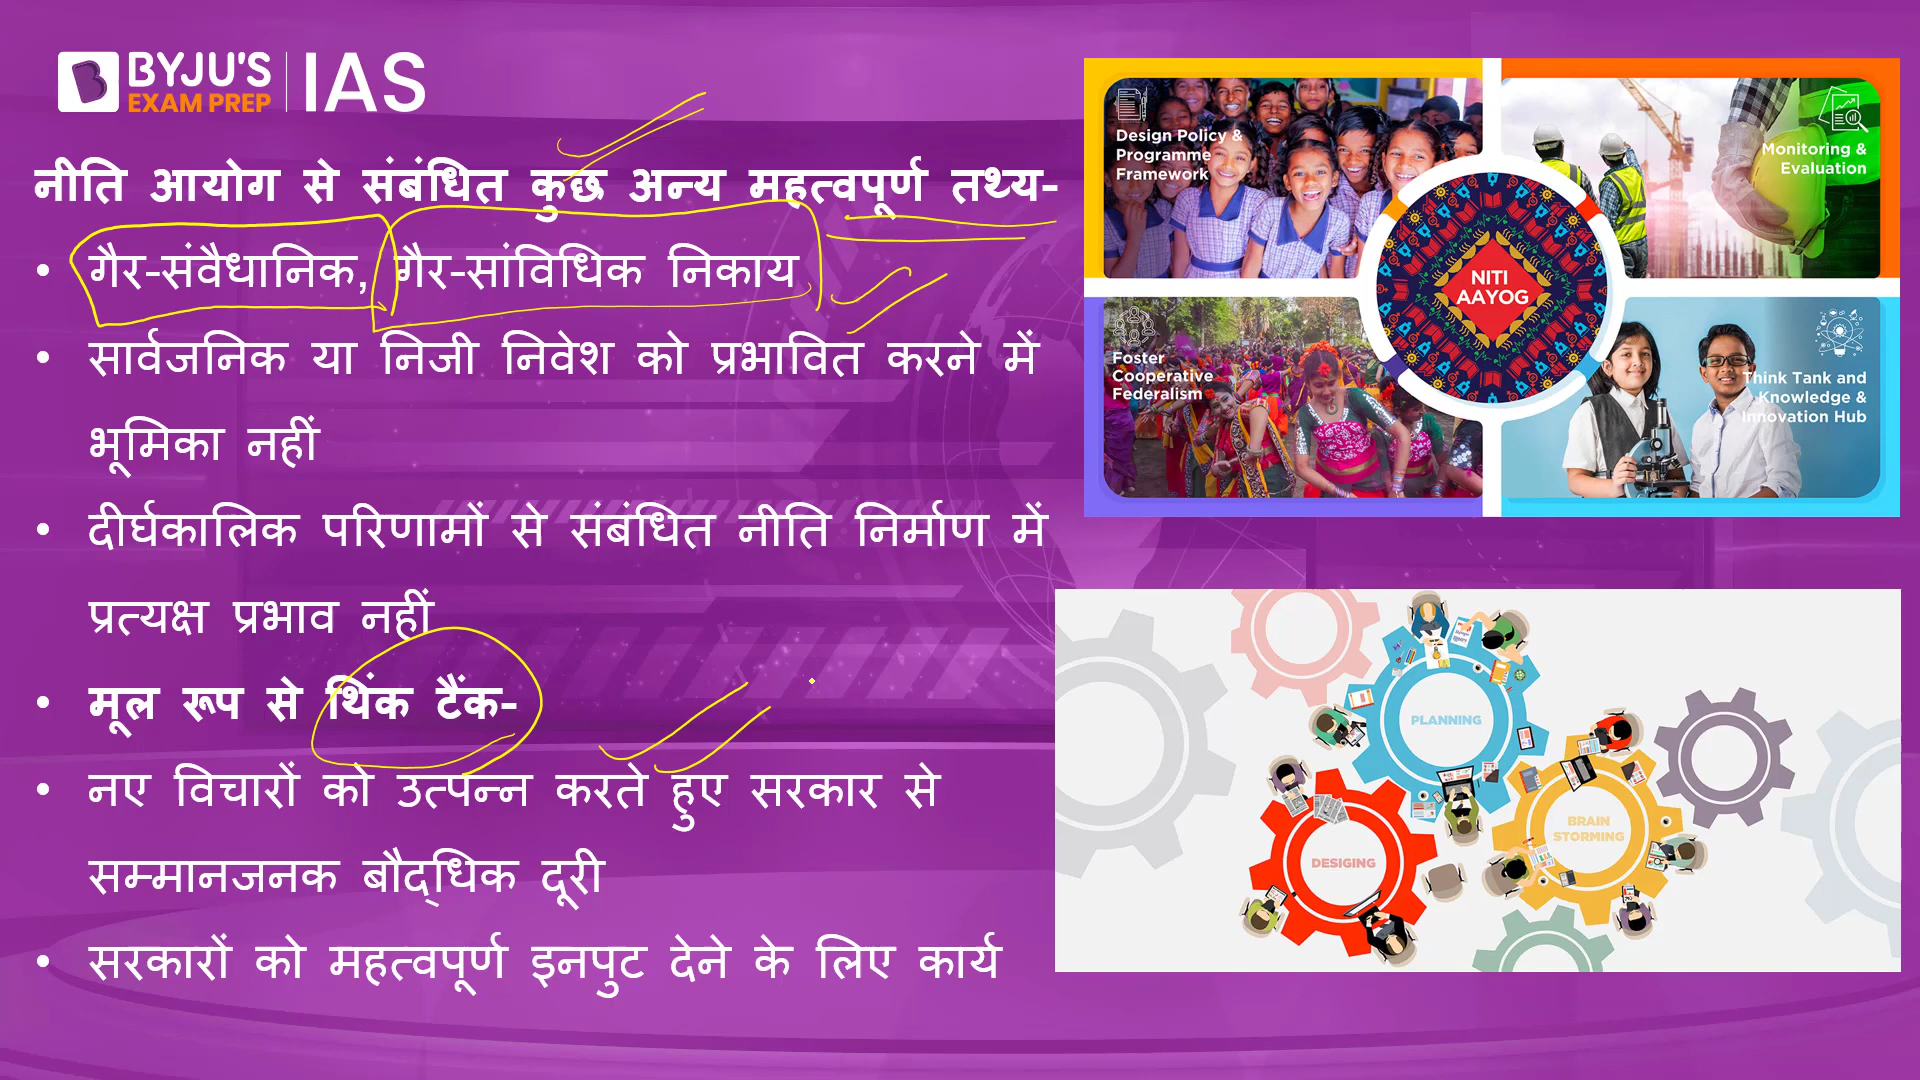 BYJU'S
EXAM PREP
IAS
नीति आयोग से संबंधित कुछ अन्य महत्वपूर्ण तथ्य-
• गैर-संवैधानिक, गैर-सांविधिक निकाय
• सार्वजनिक या निजी निवेश को प्रभावित करने में
भूमिका नहीं
• दीर्घकालिक परिणामों से संबंधित नीति निर्माण में
प्रत्यक्ष प्रभाव नहीं
• मूल रूप से थिंक टैंक-
• नए विचारों को उत्पन्न करते हुए सरकार से
सम्मानजनक बौद्धिक दूरी
• सरकारों को महत्वपूर्ण इनपुट देने के लिए कार्य
Design Policy &
Programme
Framework
Monitoring &
Evaluation
NITI
AAYOG
Foster
Cooperative
Federalism
Think Tank and
Knowledge &
Innovation Hub
PLANNING
BRAIN
STORMING
DESIGING